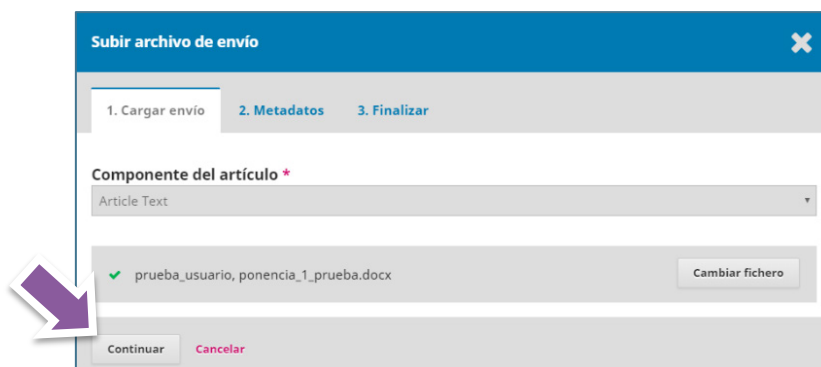 Subir archivo de envío
1. Cargar envío 2. Metadatos 3. Finalizar
Componente del artículo *
Article Text
prueba_usuario, ponencia_1_prueba.docx Cambiar fichero
Continuar Cancelar